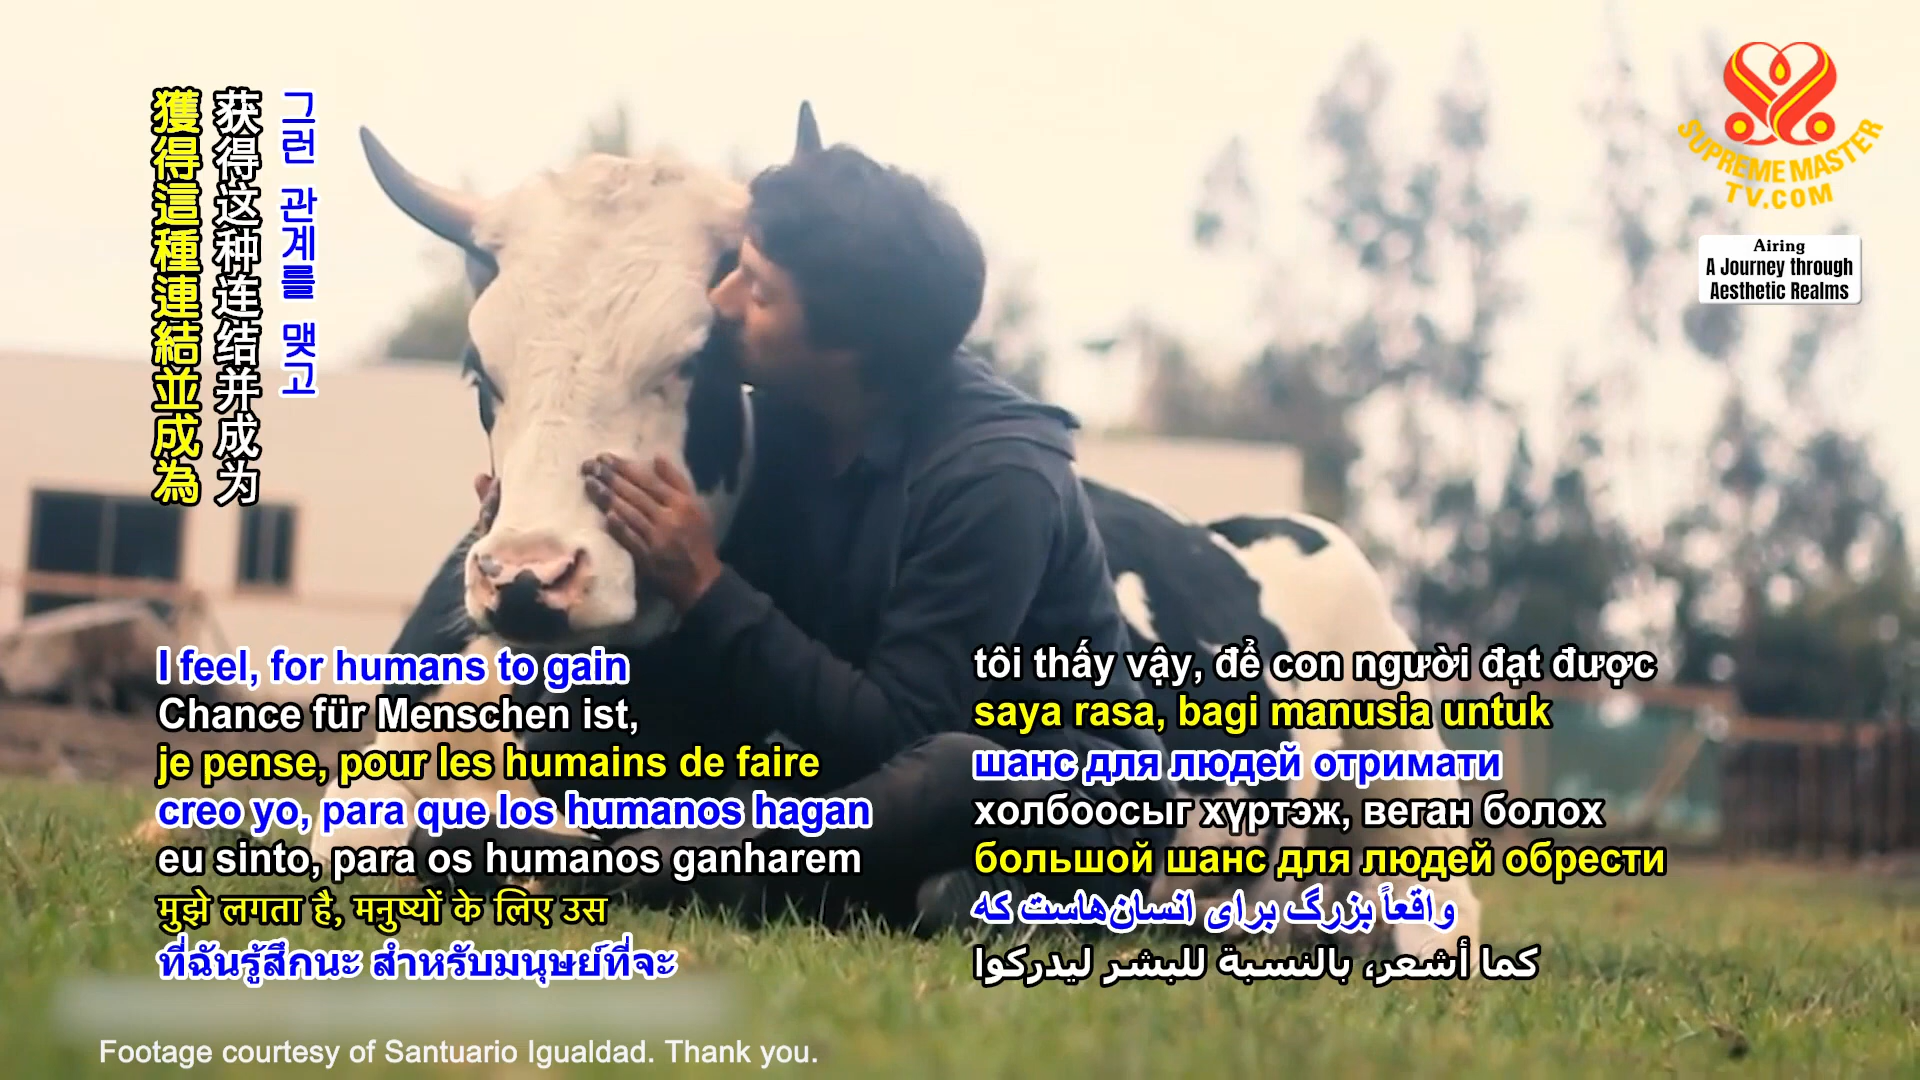 獲得這種連結並成為
获得这种连结并成为
그런 관계를 맺고
SUPREME MASTER
TV.COM
Airing
A Journey through
Aesthetic Realms
I feel, for humans to gain
Chance für Menschen ist,
je pense, pour les humains de faire
creo yo, para que los humanos hagan
eu sinto, para os humanos ganharem
मुझे लगता है, मनुष्यों के लिए उस
ที่ฉันรู้สึกนะ สำหรับมนุษย์ที่จะ
tôi thấy vậy, để con người đạt được
saya rasa, bagi manusia untuk
шанс для людей отримати
холбоосыг хүртэж, веган болох
большой шанс для людей обрести
واقعاً بزرگ برای انسان‌هاست که
كما أشعر، بالنسبة للبشر ليدركوا
Footage courtesy of Santuario Igualdad. Thank you.